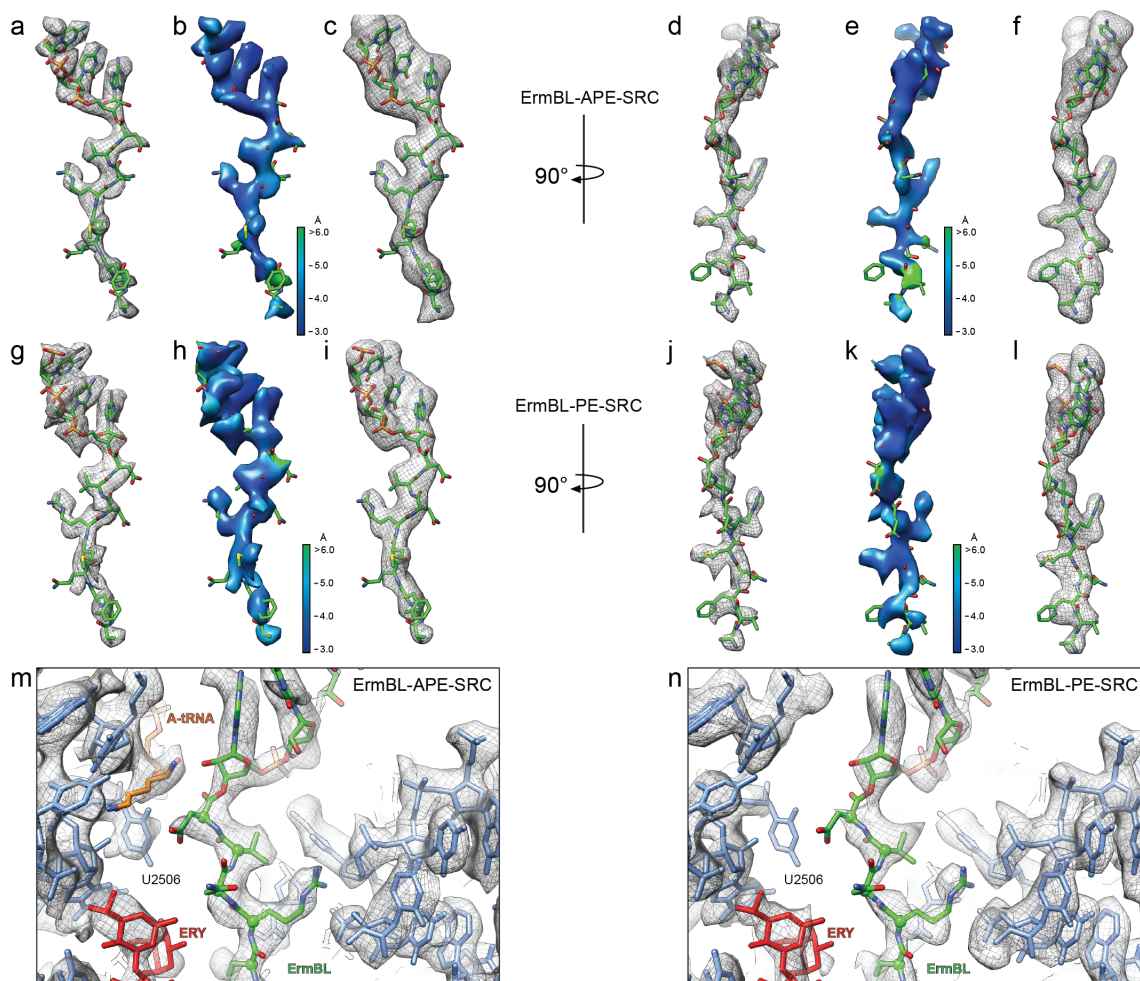 a b c d e f
ErmBL-APE-SRC
90°
Å
>6.0
5.0
4.0
3.0
Å
>6.0
5.0
4.0
3.0
g h i j k l
ErmBL-PE-SRC
90°
Å
>6.0
5.0
4.0
3.0
Å
>6.0
5.0
4.0
3.0
m ErmBL-APE-SRC
A-tRNA
U2506
ERY
ErmBL
n ErmBL-PE-SRC
U2506
ERY
ErmBL